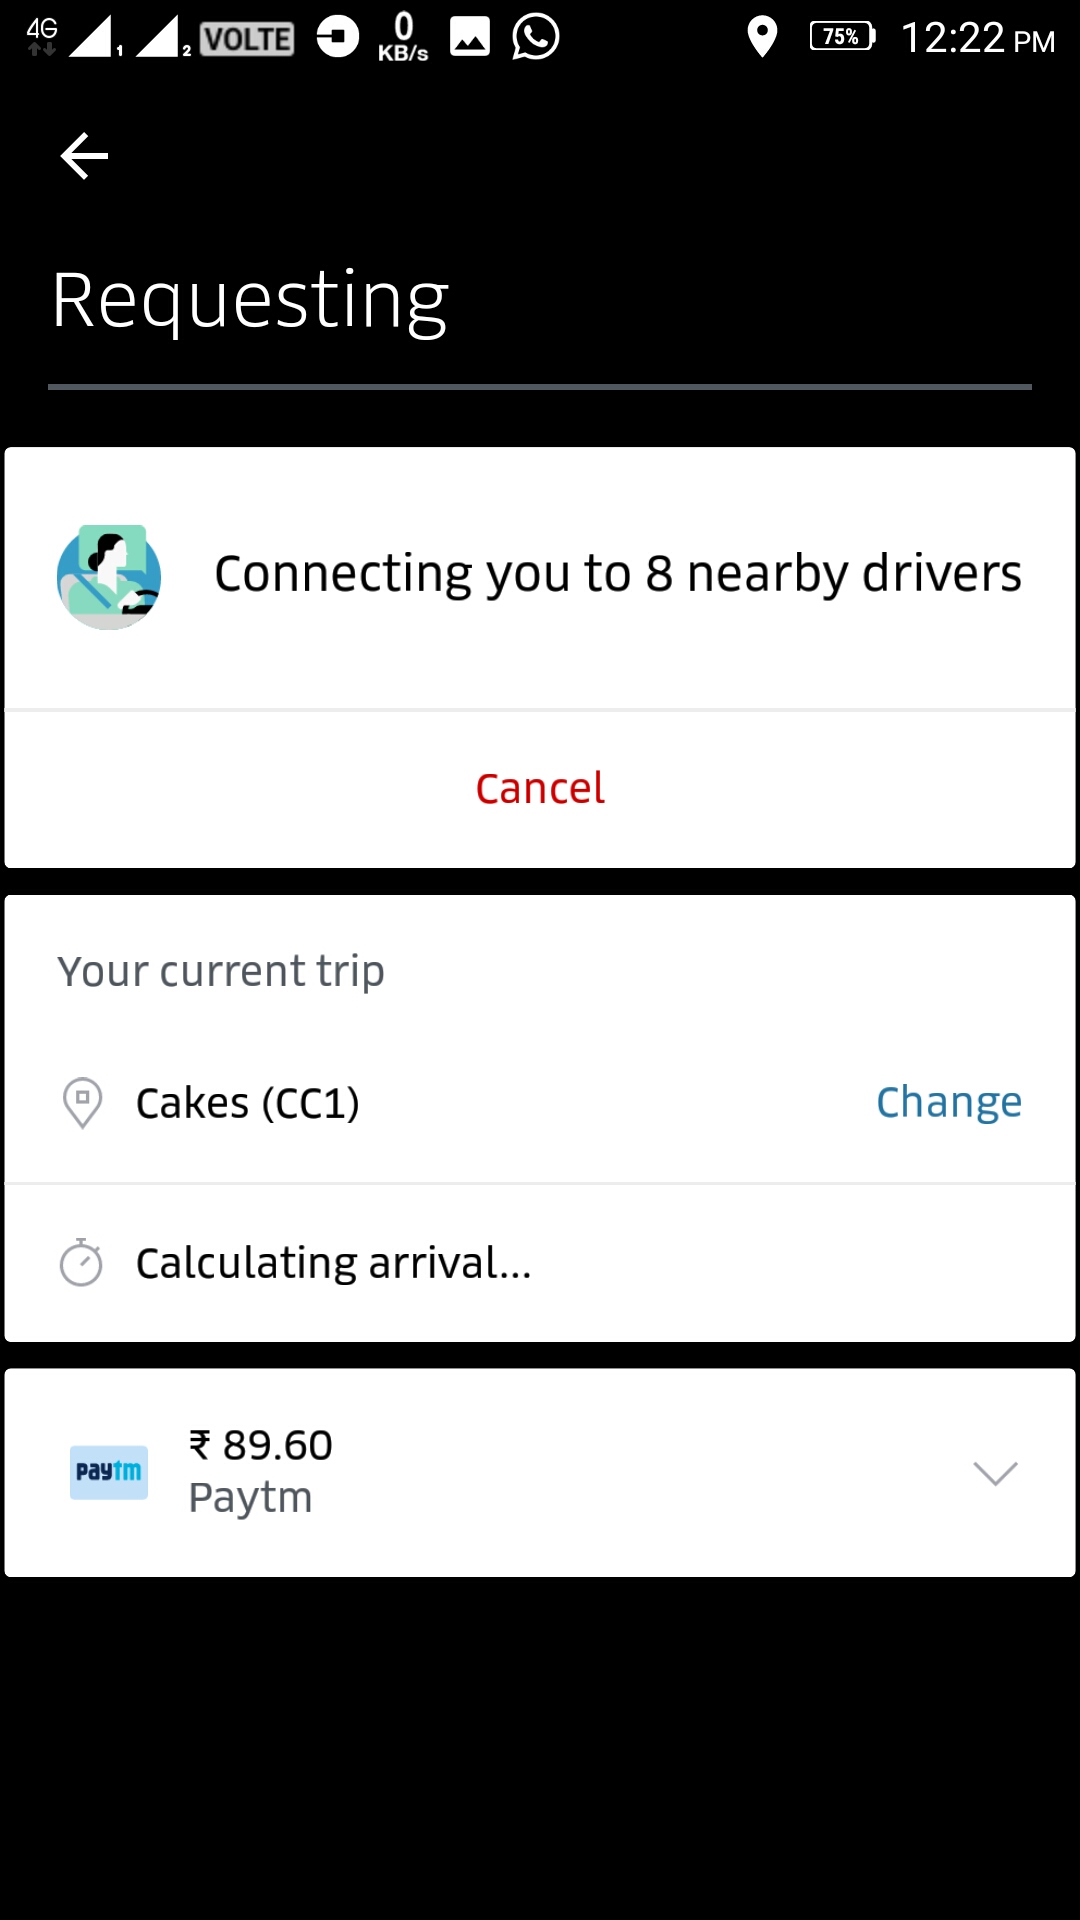 4G 1 2 VOLTE 0 KB/s 75% 12:22 PM
Requesting
Connecting you to 8 nearby drivers
Cancel
Your current trip
Cakes (CC1) Change
Calculating arrival...
paytm ₹ 89.60
Paytm